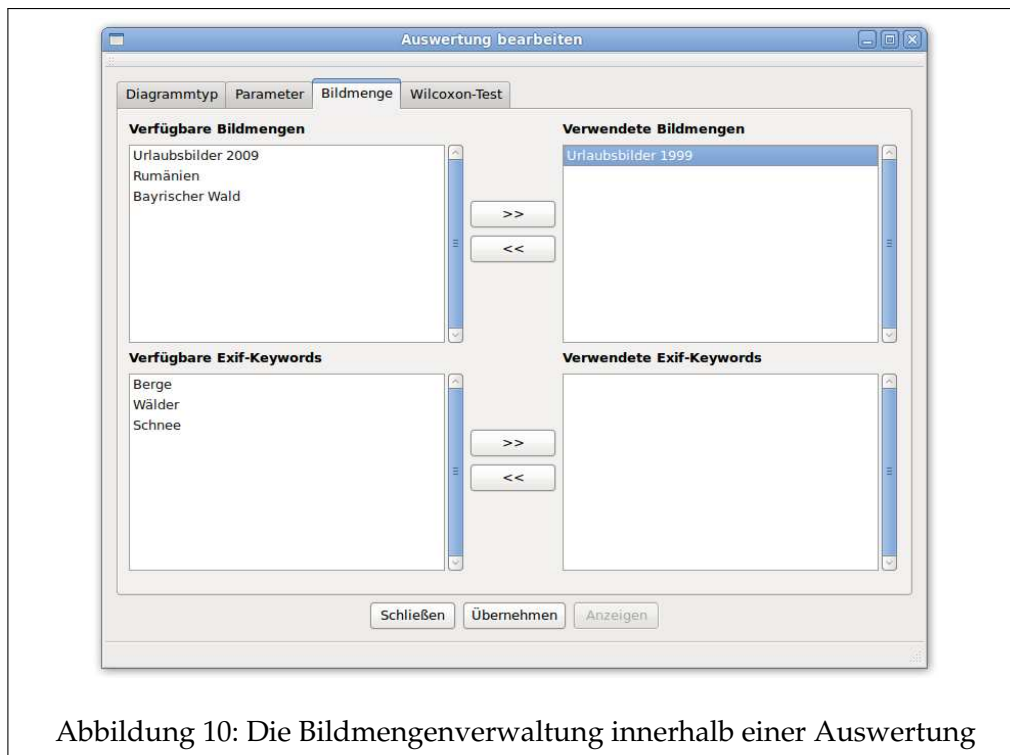 Auswertung bearbeiten
Diagrammtyp Parameter Bildmenge Wilcoxon-Test
Verfügbare Bildmengen
Urlaubsbilder 2009
Rumänien
Bayrischer Wald
>>
<<
Verwendete Bildmengen
Urlaubsbilder 1999
Verfügbare Exif-Keywords
Berge
Wälder
Schnee
>>
<<
Verwendete Exif-Keywords
Schließen Übernehmen Anzeigen
Abbildung 10: Die Bildmengenverwaltung innerhalb einer Auswertung